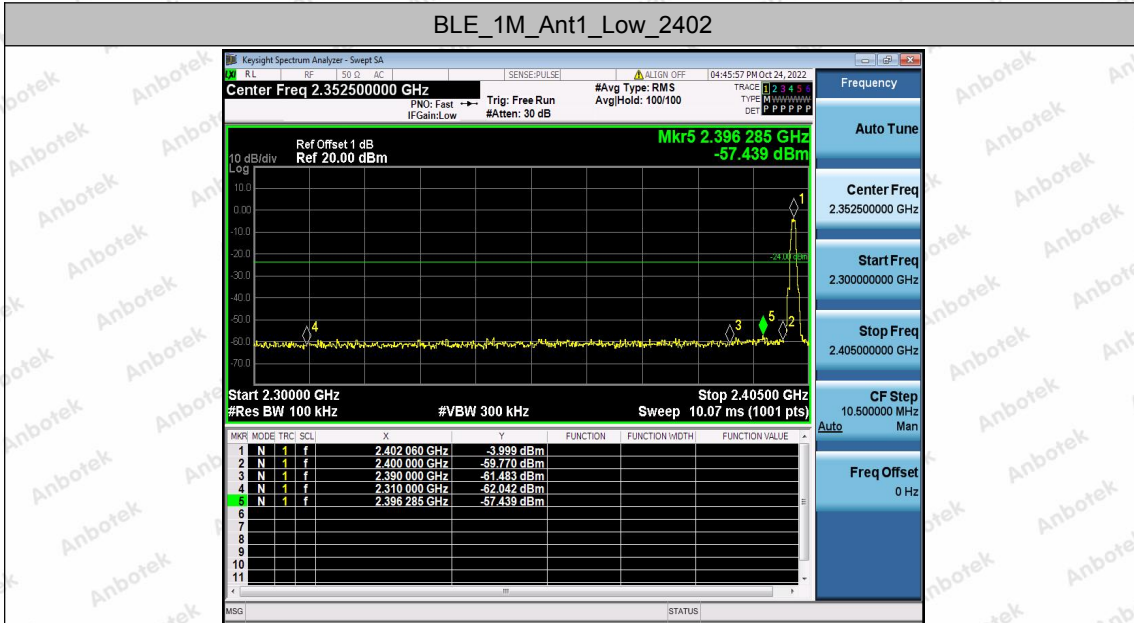 BLE_1M_Ant1_Low_2402
Keysight Spectrum Analyzer - Swept SA
RL RF 50 Ω AC SENSE:PULSE ALIGN OFF 04:45:57 PM Oct 24, 2022
Center Freq 2.352500000 GHz
PNO: Fast
IFGain:Low
Trig: Free Run
#Atten: 30 dB
#Avg Type: RMS
Avg|Hold: 100/100
TRACE 1 2 3 4 5 6
TYPE M WWWWW
DET P P P P P P
Frequency
Auto Tune
Center Freq
2.352500000 GHz
Start Freq
2.300000000 GHz
Stop Freq
2.405000000 GHz
CF Step
10.500000 MHz
Auto Man
Freq Offset
0 Hz
Mkr5 2.396 285 GHz
-57.439 dBm
Ref Offset 1 dB
10 dB/div Ref 20.00 dBm
Log
10.0
0.00
-10.0
-20.0
-30.0
-40.0
-50.0
-60.0
-70.0
-24.00 dBm
1
2
3
4
5
Start 2.30000 GHz Stop 2.40500 GHz
#Res BW 100 kHz #VBW 300 kHz Sweep 10.07 ms (1001 pts)
MKR MODE TRC SCL X Y FUNCTION FUNCTION WIDTH FUNCTION VALUE
1 N 1 f 2.402 060 GHz -3.999 dBm
2 N 1 f 2.400 000 GHz -59.770 dBm
3 N 1 f 2.390 000 GHz -61.483 dBm
4 N 1 f 2.310 000 GHz -62.042 dBm
5 N 1 f 2.396 285 GHz -57.439 dBm
6
7
8
9
10
11
MSG STATUS
Anbotek